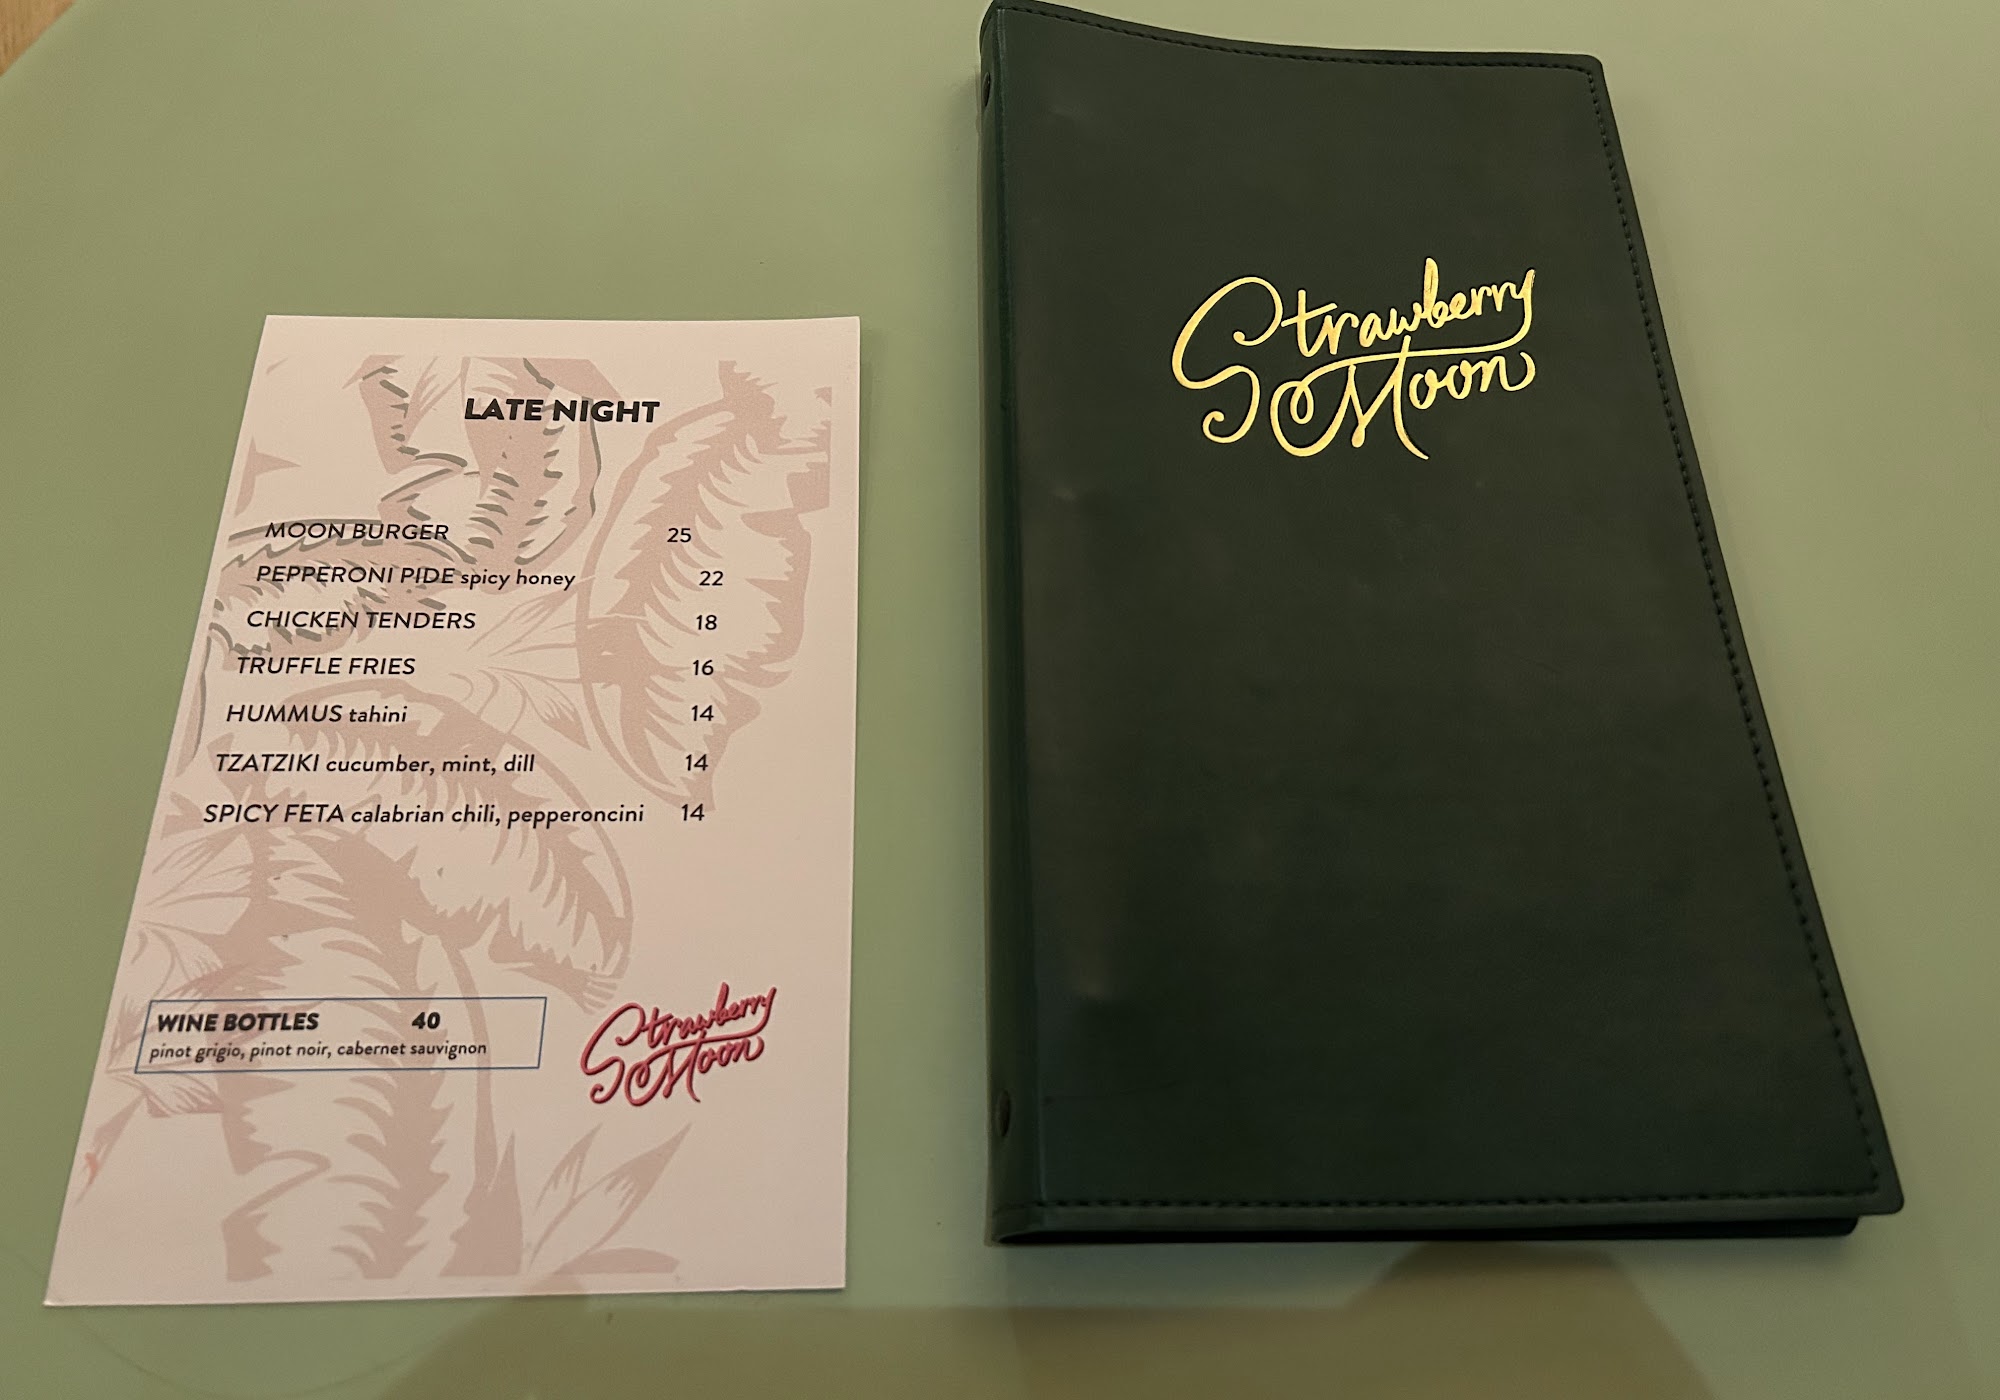 LATE NIGHT
MOON BURGER 25
PEPPERONI PIDE spicy honey 22
CHICKEN TENDERS 18
TRUFFLE FRIES 16
HUMMUS tahini 14
TZATZIKI cucumber, mint, dill 14
SPICY FETA calabrian chili, pepperoncini 14
WINE BOTTLES 40
pinot grigio, pinot noir, cabernet sauvignon
Strawberry
Moon
Strawberry
Moon